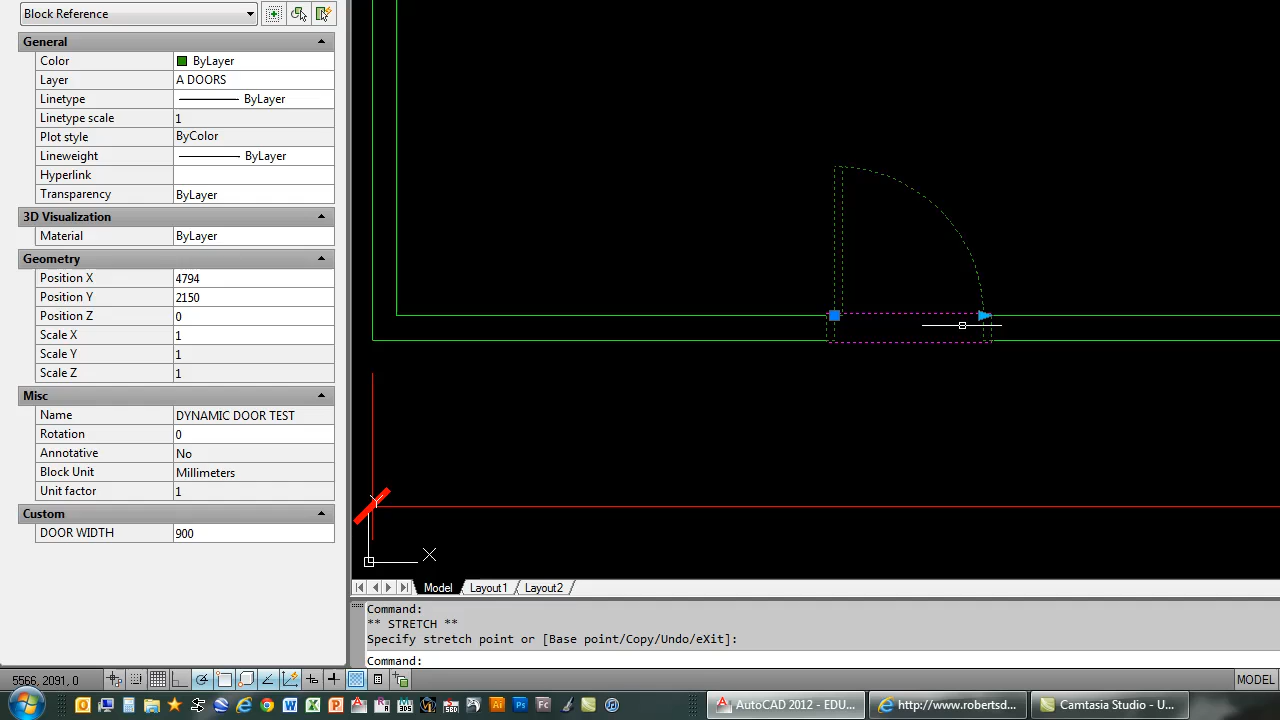 Block Reference
General
Color ByLayer
Layer A DOORS
Linetype ByLayer
Linetype scale 1
Plot style ByColor
Lineweight ByLayer
Hyperlink
Transparency ByLayer
3D Visualization
Material ByLayer
Geometry
Position X 4794
Position Y 2150
Position Z 0
Scale X 1
Scale Y 1
Scale Z 1
Misc
Name DYNAMIC DOOR TEST
Rotation 0
Annotative No
Block Unit Millimeters
Unit factor 1
Custom
DOOR WIDTH 900
Model Layout1 Layout2
Command:
** STRETCH **
Specify stretch point or [Base point/Copy/Undo/eXit]:
Command:
5566, 2091, 0 MODEL
AutoCAD 2012 - EDU... http://www.robertsd... Camtasia Studio - U...